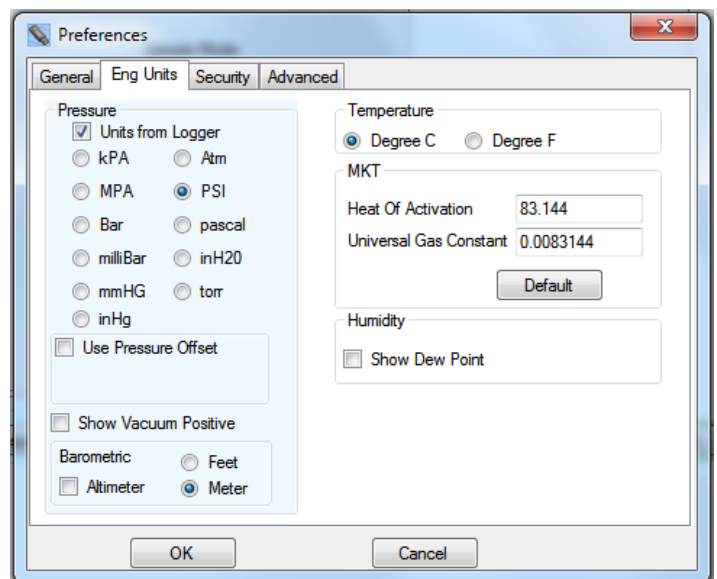 Preferences
General Eng Units Security Advanced
Pressure
Units from Logger
kPA Atm
MPA PSI
Bar pascal
milliBar inH20
mmHG torr
inHg
Use Pressure Offset
Show Vacuum Positive
Barometric
Feet
Altimeter Meter
Temperature
Degree C Degree F
MKT
Heat Of Activation 83.144
Universal Gas Constant 0.0083144
Default
Humidity
Show Dew Point
OK Cancel